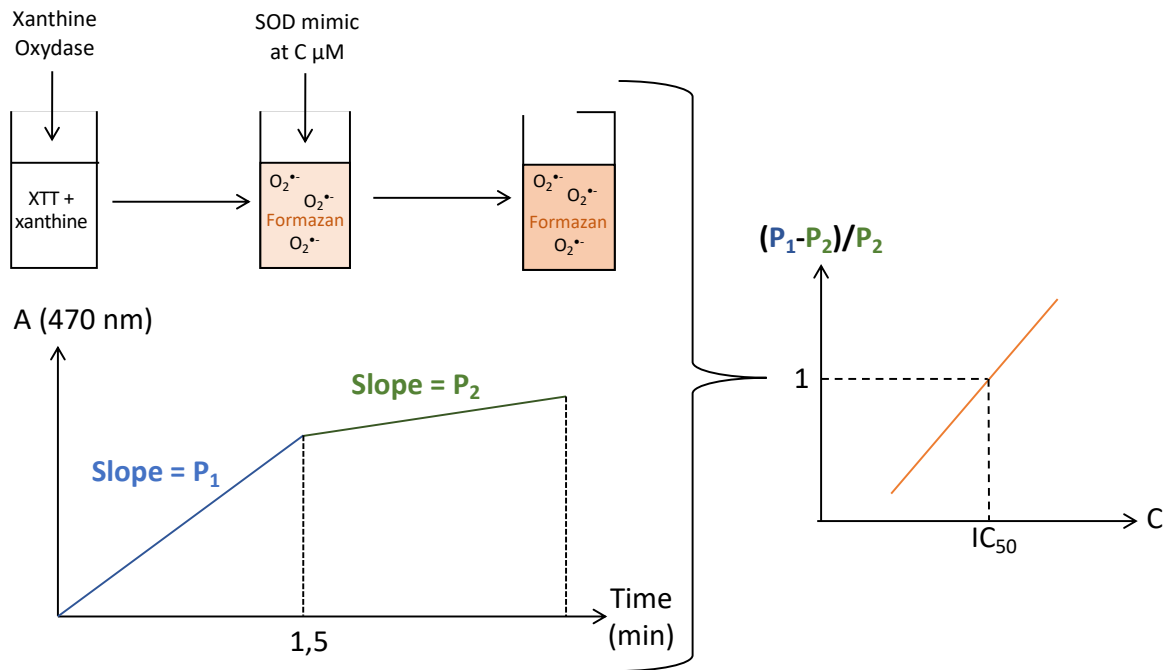 Xanthine
Oxydase
SOD mimic
at C µM
XTT +
xanthine
O₂•-
O₂•-
Formazan
O₂•-
O₂•-
O₂•-
Formazan
O₂•-
A (470 nm)
Slope = P₁
Slope = P₂
1,5
Time
(min)
(P₁-P₂)/P₂
1
IC₅₀
C